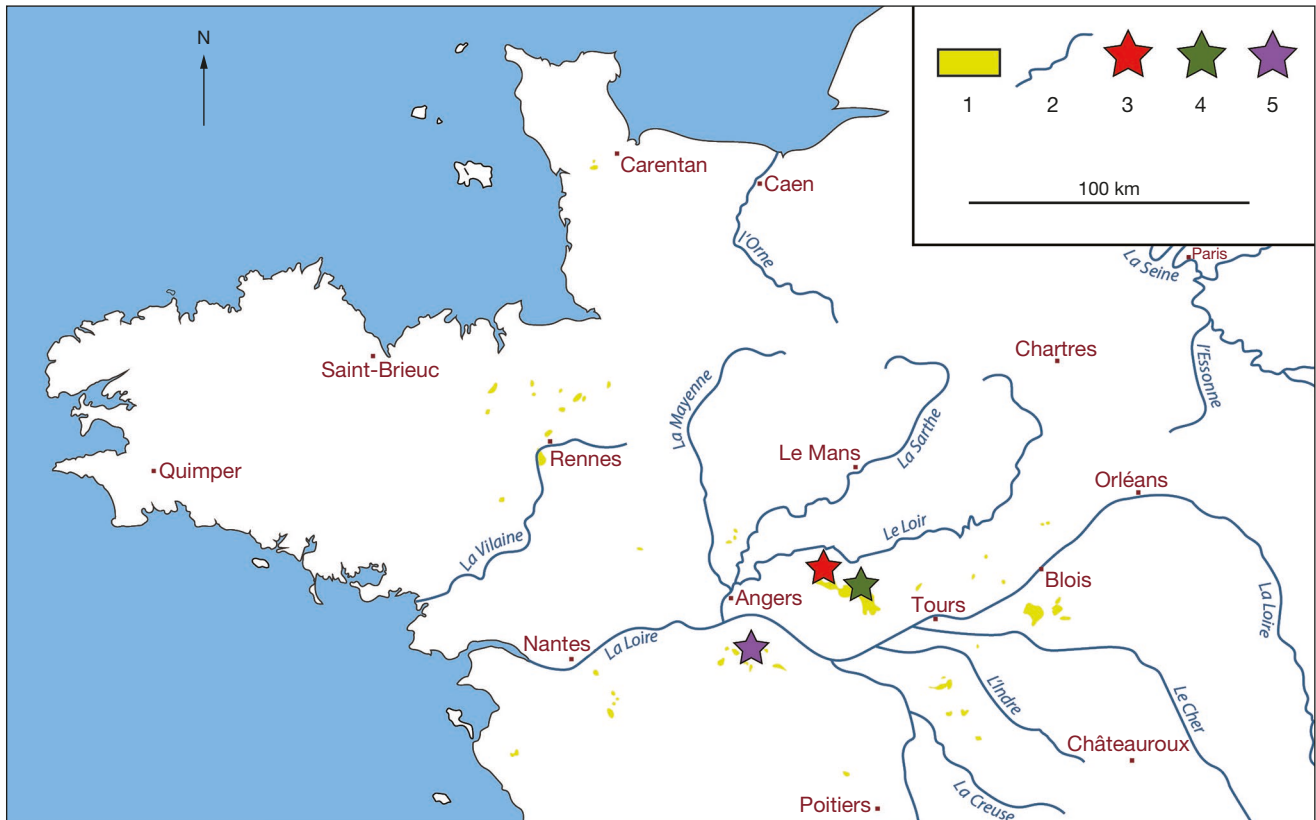 N
1 2 3 4 5
100 km
Carentan
Caen
l'Orne
La Seine
Paris
l'Essonne
Chartres
Saint-Brieuc
La Mayenne
La Sarthe
Le Mans
Rennes
Quimper
Orléans
Le Loir
La Vilaine
Blois
Angers
Tours
La Loire
Nantes
La Loire
L'Indre
Le Cher
Châteauroux
La Creuse
Poitiers